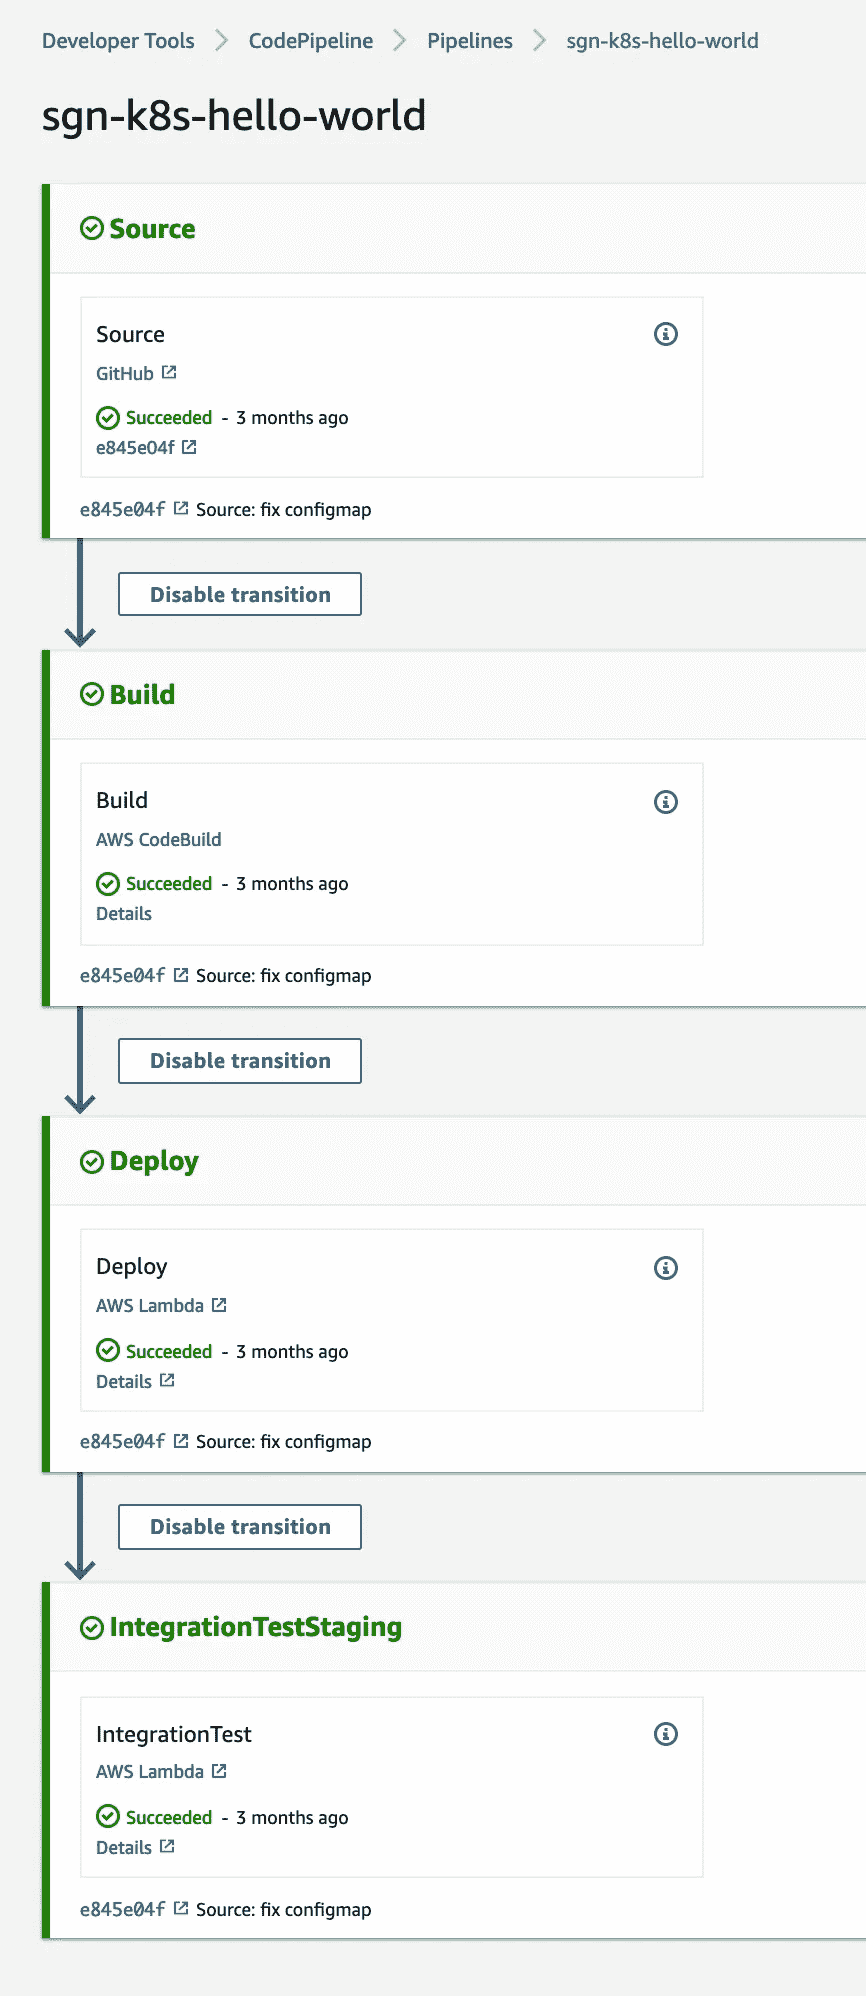 Developer Tools > CodePipeline > Pipelines > sgn-k8s-hello-world
sgn-k8s-hello-world
Source
Source
GitHub
Succeeded - 3 months ago
e845e04f
e845e04f Source: fix configmap
Disable transition
Build
Build
AWS CodeBuild
Succeeded - 3 months ago
Details
e845e04f Source: fix configmap
Disable transition
Deploy
Deploy
AWS Lambda
Succeeded - 3 months ago
Details
e845e04f Source: fix configmap
Disable transition
IntegrationTestStaging
IntegrationTest
AWS Lambda
Succeeded - 3 months ago
Details
e845e04f Source: fix configmap